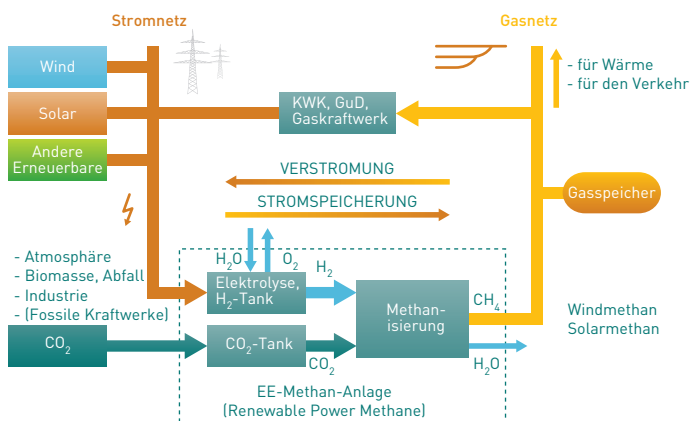 Stromnetz
Gasnetz
Wind
Solar
Andere
Erneuerbare
KWK, GuD,
Gaskraftwerk
- für Wärme
- für den Verkehr
VERSTROMUNG
STROMSPEICHERUNG
Gasspeicher
- Atmosphäre
- Biomasse, Abfall
- Industrie
- (Fossile Kraftwerke)
CO₂
H₂O
O₂
Elektrolyse,
H₂-Tank
H₂
Methan-
isierung
CH₄
Windmethan
Solarmethan
CO₂-Tank
CO₂
H₂O
EE-Methan-Anlage
(Renewable Power Methane)